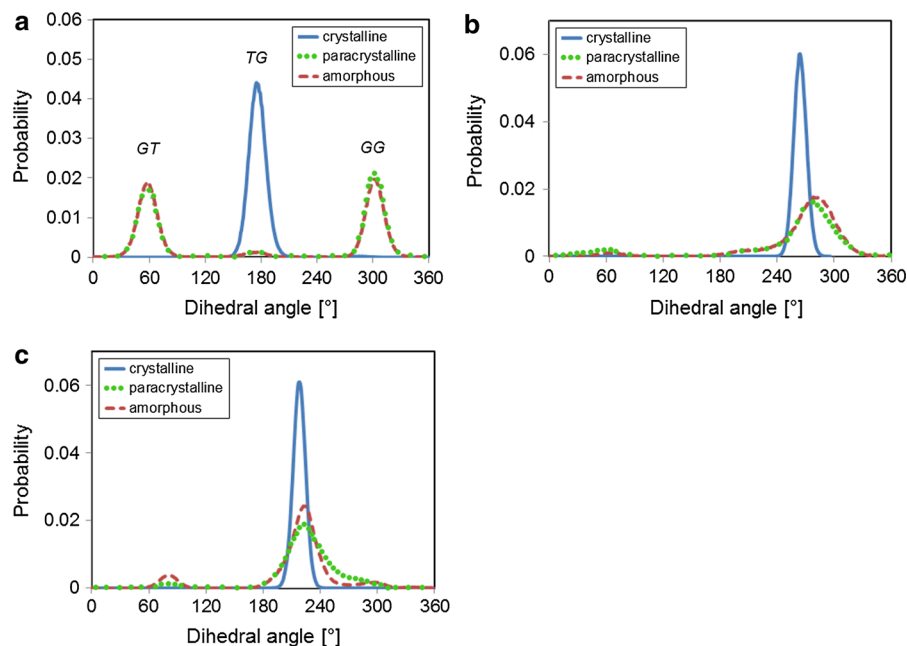 a
0.06
0.05
0.04
0.03
0.02
0.01
0
Probability
GT
TG
GG
crystalline
paracrystalline
amorphous
0 60 120 180 240 300 360
Dihedral angle [°]
b
0.06
0.04
0.02
0
Probability
crystalline
paracrystalline
amorphous
0 60 120 180 240 300 360
Dihedral angle [°]
c
0.06
0.04
0.02
0
Probability
crystalline
paracrystalline
amorphous
0 60 120 180 240 300 360
Dihedral angle [°]